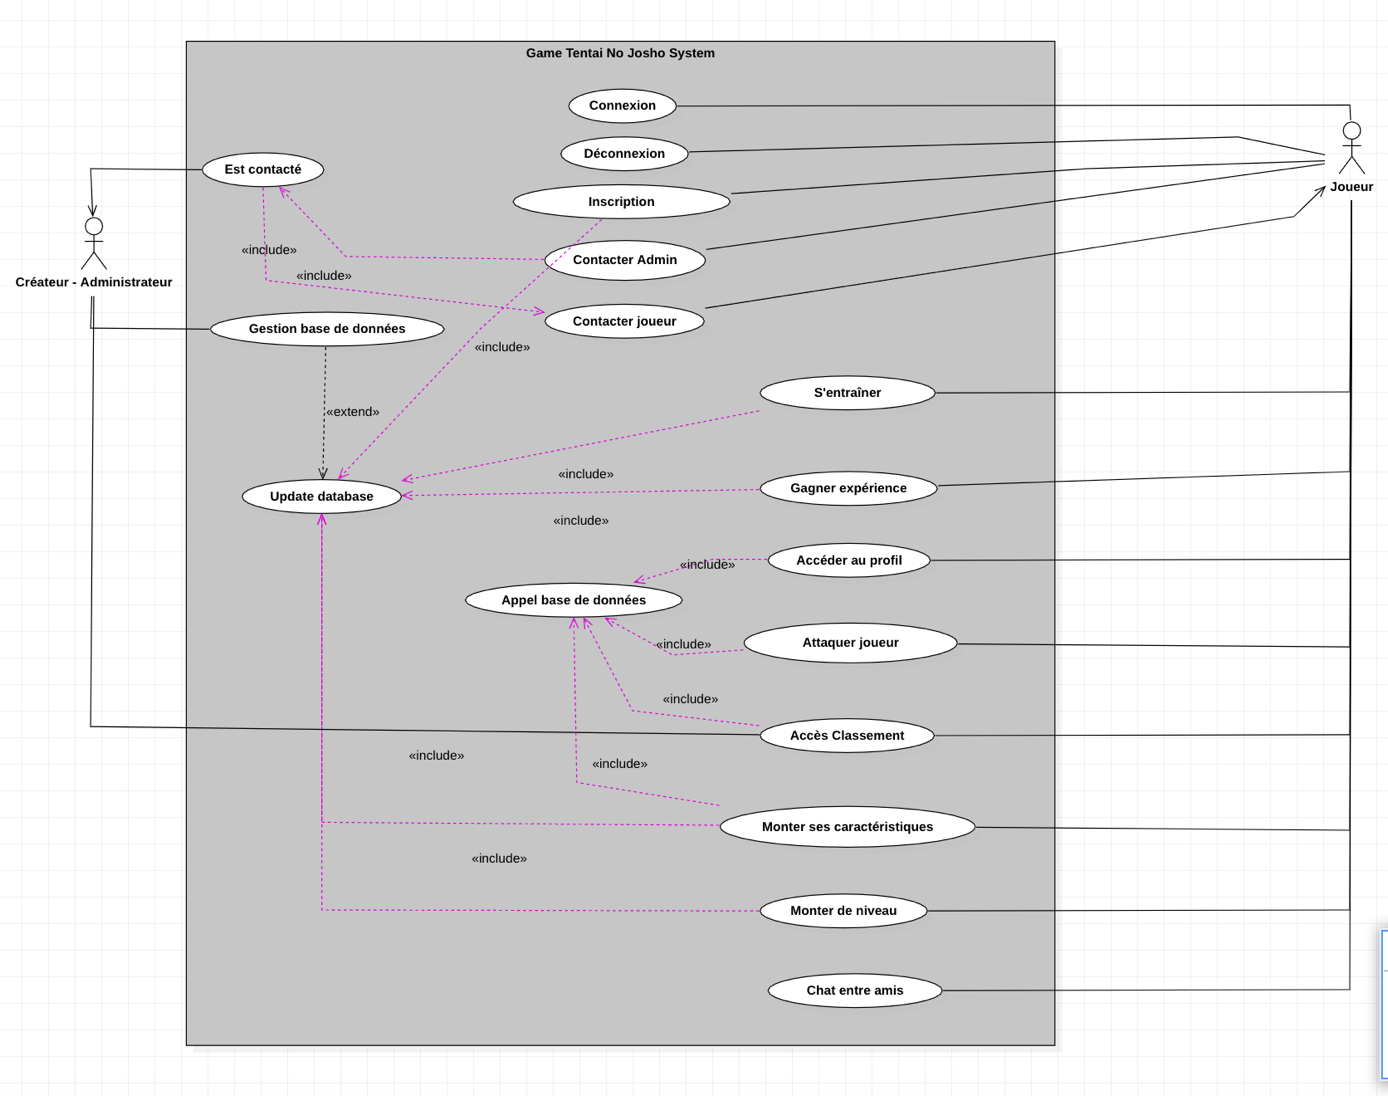 Game Tentai No Josho System
Connexion
Déconnexion
Est contacté
Joueur
Inscription
«include»
Contacter Admin
«include»
Créateur - Administrateur
Contacter joueur
Gestion base de données
«include»
S'entraîner
«extend»
«include»
Gagner expérience
Update database
«include»
Accéder au profil
«include»
Appel base de données
Attaquer joueur
«include»
«include»
Accès Classement
«include»
«include»
Monter ses caractéristiques
«include»
Monter de niveau
Chat entre amis